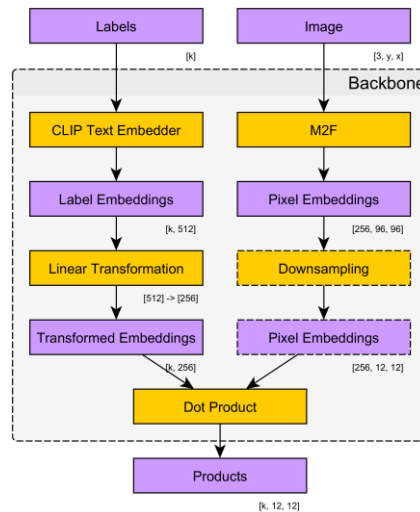 Labels
Image
[k]
[3, y, x]
Backbone
CLIP Text Embedder
M2F
Label Embeddings
Pixel Embeddings
[k, 512]
[256, 96, 96]
Linear Transformation
Downsampling
[512] -> [256]
Transformed Embeddings
Pixel Embeddings
[k, 256]
[256, 12, 12]
Dot Product
Products
[k, 12, 12]